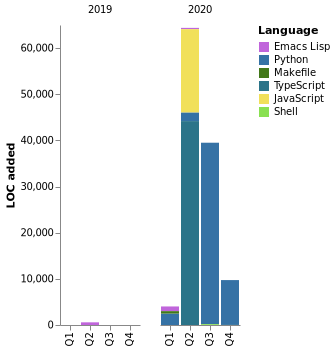 2019
2020
Language
Emacs Lisp
Python
Makefile
TypeScript
JavaScript
Shell
LOC added
60,000
50,000
40,000
30,000
20,000
10,000
0
Q1
Q2
Q3
Q4
Q1
Q2
Q3
Q4